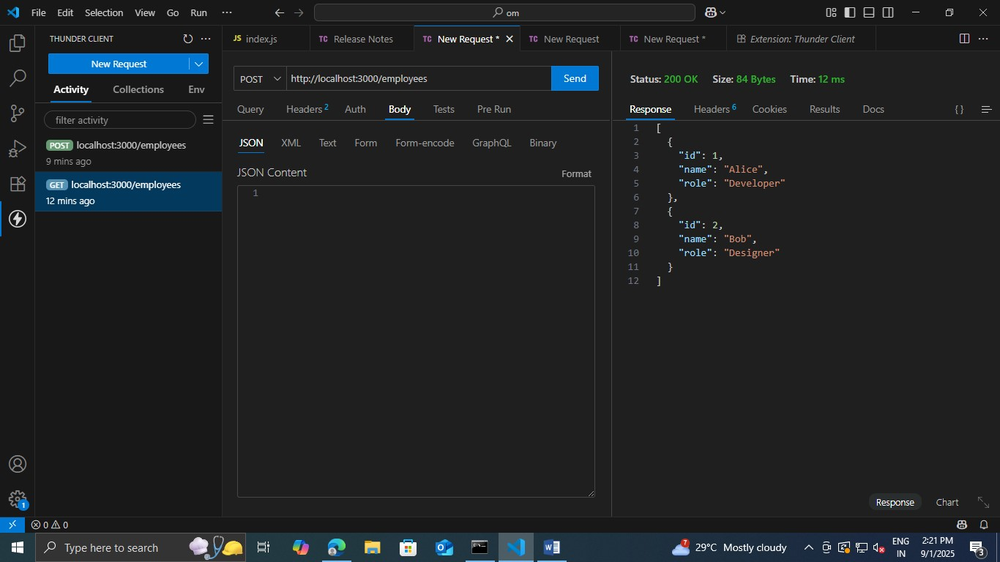 File Edit Selection View Go Run ···
om
THUNDER CLIENT
New Request
Activity Collections Env
filter activity
POST localhost:3000/employees
9 mins ago
GET localhost:3000/employees
12 mins ago
JS index.js
TC Release Notes
TC New Request *
TC New Request
TC New Request *
Extension: Thunder Client
POST http://localhost:3000/employees Send
Query Headers 2 Auth Body Tests Pre Run
JSON XML Text Form Form-encode GraphQL Binary
JSON Content Format
1
Status: 200 OK Size: 84 Bytes Time: 12 ms
Response Headers 6 Cookies Results Docs { }
1 [
2 {
3 "id": 1,
4 "name": "Alice",
5 "role": "Developer"
6 },
7 {
8 "id": 2,
9 "name": "Bob",
10 "role": "Designer"
11 }
12 ]
Response Chart
1
0 0
Type here to search
7 29°C Mostly cloudy
ENG
IN
2:21 PM
9/1/2025
3